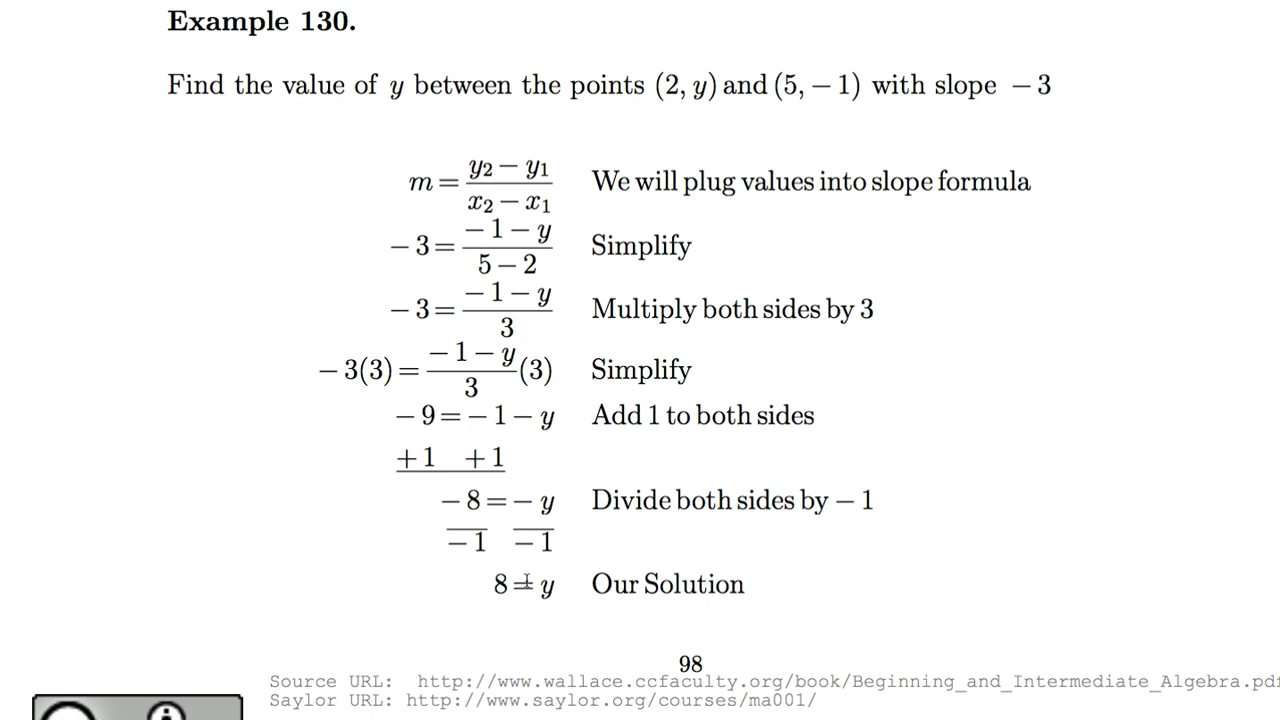 Example 130.
Find the value of y between the points (2, y) and (5, − 1) with slope − 3
m = (y₂ − y₁)/(x₂ − x₁) We will plug values into slope formula
− 3 = (− 1 − y)/(5 − 2) Simplify
− 3 = (− 1 − y)/3 Multiply both sides by 3
− 3(3) = (− 1 − y)/3 (3) Simplify
− 9 = − 1 − y Add 1 to both sides
+ 1 + 1
− 8 = − y Divide both sides by − 1
− 1 − 1
8 = y Our Solution
98
Source URL: http://www.wallace.ccfaculty.org/book/Beginning_and_Intermediate_Algebra.pdf
Saylor URL: http://www.saylor.org/courses/ma001/